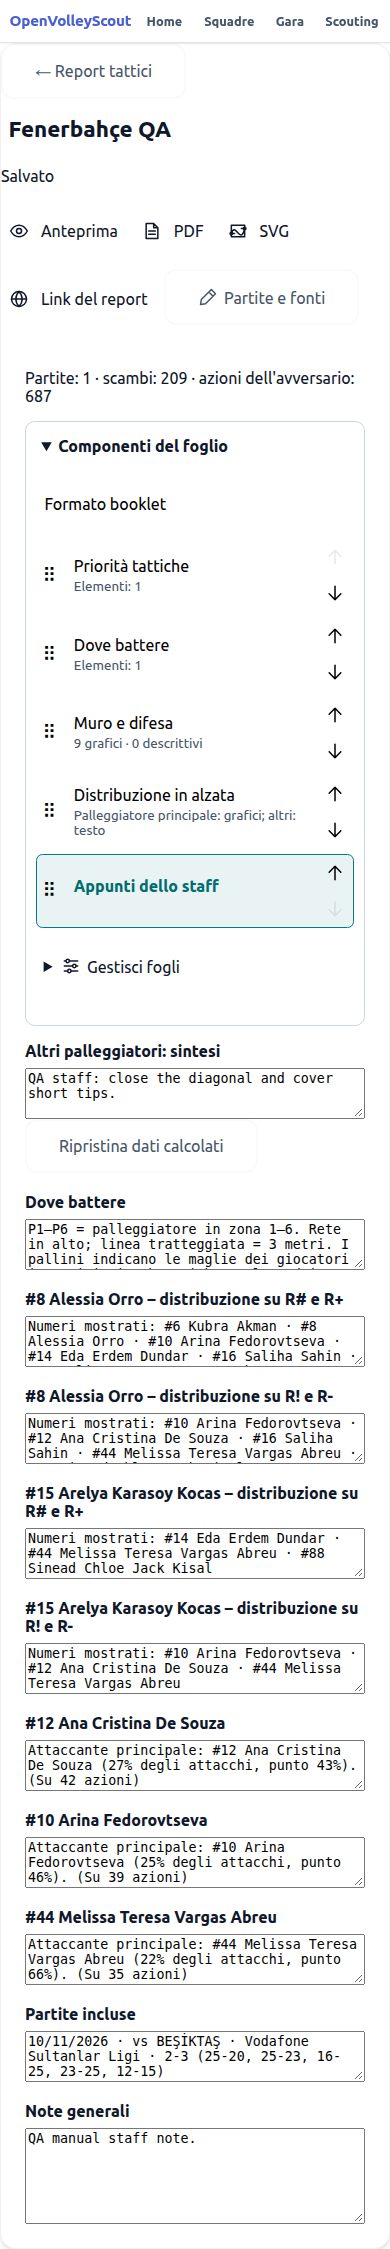 OpenVolleyScout Home Squadre Gara Scouting
← Report tattici
Fenerbahçe QA
Salvato
Anteprima PDF SVG
Link del report Partite e fonti
Partite: 1 · scambi: 209 · azioni dell'avversario:
687
▼ Componenti del foglio
Formato booklet
Priorità tattiche
Elementi: 1
Dove battere
Elementi: 1
Muro e difesa
9 grafici · 0 descrittivi
Distribuzione in alzata
Palleggiatore principale: grafici; altri:
testo
Appunti dello staff
Gestisci fogli
Altri palleggiatori: sintesi
QA staff: close the diagonal and cover
short tips.
Ripristina dati calcolati
Dove battere
P1–P6 = palleggiatore in zona 1–6. Rete
in alto; linea tratteggiata = 3 metri. I
pallini indicano le maglie dei giocatori
#8 Alessia Orro – distribuzione su R# e R+
Numeri mostrati: #6 Kubra Akman · #8
Alessia Orro · #10 Arina Fedorovtseva ·
#14 Eda Erdem Dundar · #16 Saliha Sahin ·
#8 Alessia Orro – distribuzione su R! e R-
Numeri mostrati: #10 Arina Fedorovtseva ·
#12 Ana Cristina De Souza · #16 Saliha
Sahin · #44 Melissa Teresa Vargas Abreu ·
#15 Arelya Karasoy Kocas – distribuzione su
R# e R+
Numeri mostrati: #14 Eda Erdem Dundar ·
#44 Melissa Teresa Vargas Abreu · #88
Sinead Chloe Jack Kisal
#15 Arelya Karasoy Kocas – distribuzione su
R! e R-
Numeri mostrati: #10 Arina Fedorovtseva ·
#12 Ana Cristina De Souza · #44 Melissa
Teresa Vargas Abreu
#12 Ana Cristina De Souza
Attaccante principale: #12 Ana Cristina
De Souza (27% degli attacchi, punto 43%).
(Su 42 azioni)
#10 Arina Fedorovtseva
Attaccante principale: #10 Arina
Fedorovtseva (25% degli attacchi, punto
46%). (Su 39 azioni)
#44 Melissa Teresa Vargas Abreu
Attaccante principale: #44 Melissa Teresa
Vargas Abreu (22% degli attacchi, punto
66%). (Su 35 azioni)
Partite incluse
10/11/2026 · vs BEŞİKTAŞ · Vodafone
Sultanlar Ligi · 2-3 (25-20, 25-23, 16-
25, 23-25, 12-15)
Note generali
QA manual staff note.